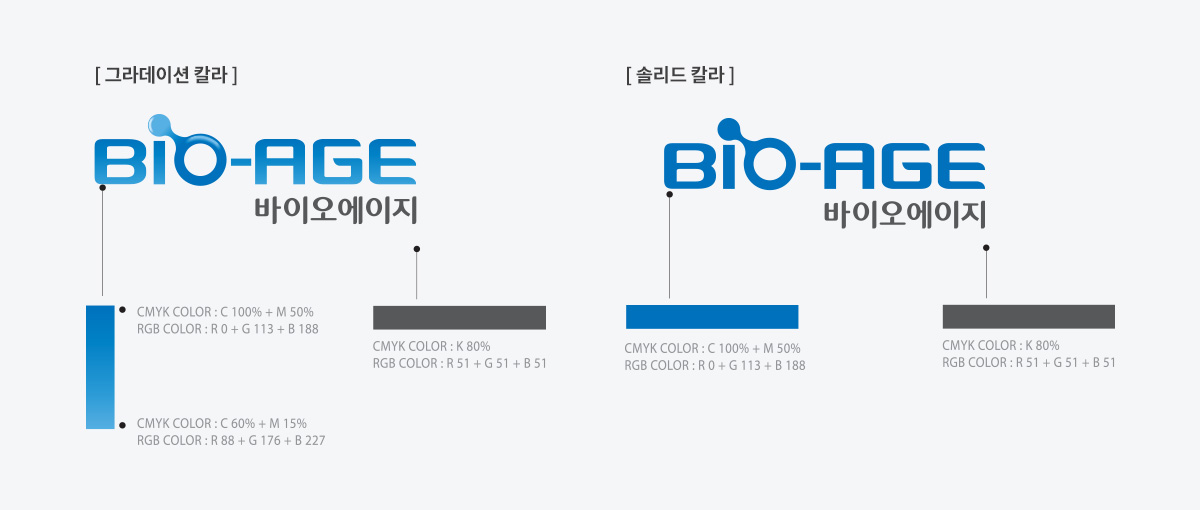 [ 그라데이션 칼라 ]
BIO-AGE
바이오에이지
CMYK COLOR : C 100% + M 50%
RGB COLOR : R 0 + G 113 + B 188
CMYK COLOR : C 60% + M 15%
RGB COLOR : R 88 + G 176 + B 227
CMYK COLOR : K 80%
RGB COLOR : R 51 + G 51 + B 51
[ 솔리드 칼라 ]
BIO-AGE
바이오에이지
CMYK COLOR : C 100% + M 50%
RGB COLOR : R 0 + G 113 + B 188
CMYK COLOR : K 80%
RGB COLOR : R 51 + G 51 + B 51